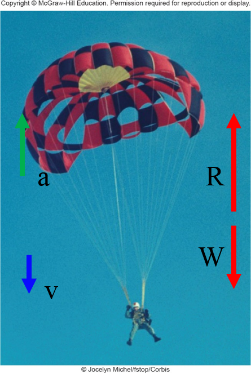 Copyright © McGraw-Hill Education. Permission required for reproduction or display.
a
R
W
v
© Jocelyn Michel/fstop/Corbis